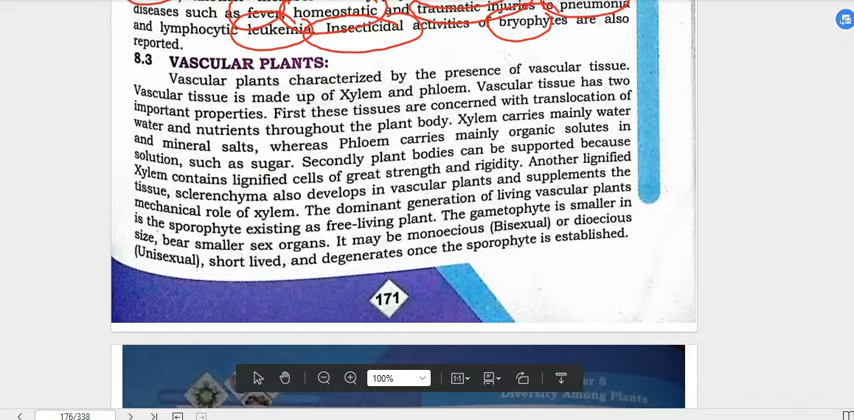 diseases such as fever, homeostatic and traumatic injuries to pneumonia
and lymphocytic leukemia. Insecticidal activities of bryophytes are also
reported.
8.3 VASCULAR PLANTS:
Vascular plants characterized by the presence of vascular tissue.
Vascular tissue is made up of Xylem and phloem. Vascular tissue has two
important properties. First these tissues are concerned with translocation of
water and nutrients throughout the plant body. Xylem carries mainly water
and mineral salts, whereas Phloem carries mainly organic solutes in
solution, such as sugar. Secondly plant bodies can be supported because
Xylem contains lignified cells of great strength and rigidity. Another lignified
tissue, sclerenchyma also develops in vascular plants and supplements the
mechanical role of xylem. The dominant generation of living vascular plants
is the sporophyte existing as free-living plant. The gametophyte is smaller in
size, bear smaller sex organs. It may be monoecious (Bisexual) or dioecious
(Unisexual), short lived, and degenerates once the sporophyte is established.
171
100%
1:1
er 8
Diversity Among Plants
176/338